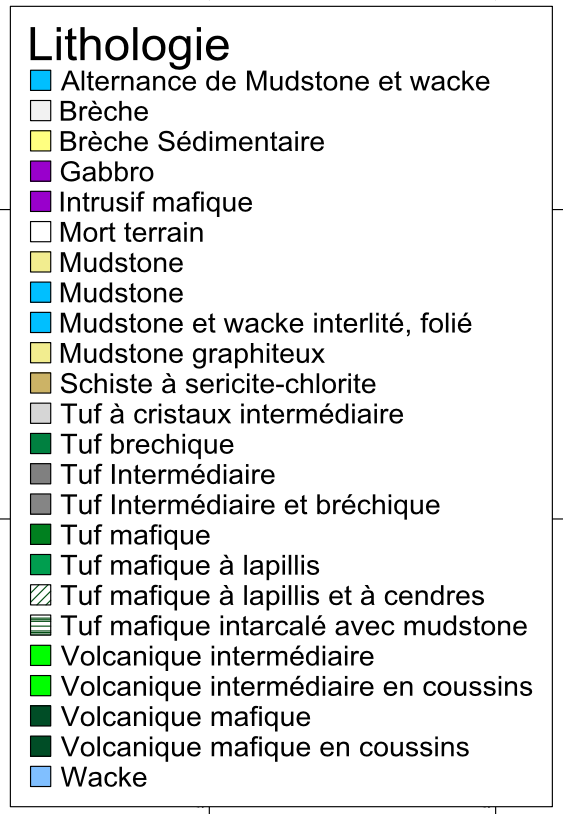 Lithologie
Alternance de Mudstone et wacke
Brèche
Brèche Sédimentaire
Gabbro
Intrusif mafique
Mort terrain
Mudstone
Mudstone
Mudstone et wacke interlité, folié
Mudstone graphiteux
Schiste à sericite-chlorite
Tuf à cristaux intermédiaire
Tuf brechique
Tuf Intermédiaire
Tuf Intermédiaire et bréchique
Tuf mafique
Tuf mafique à lapillis
Tuf mafique à lapillis et à cendres
Tuf mafique intarcalé avec mudstone
Volcanique intermédiaire
Volcanique intermédiaire en coussins
Volcanique mafique
Volcanique mafique en coussins
Wacke